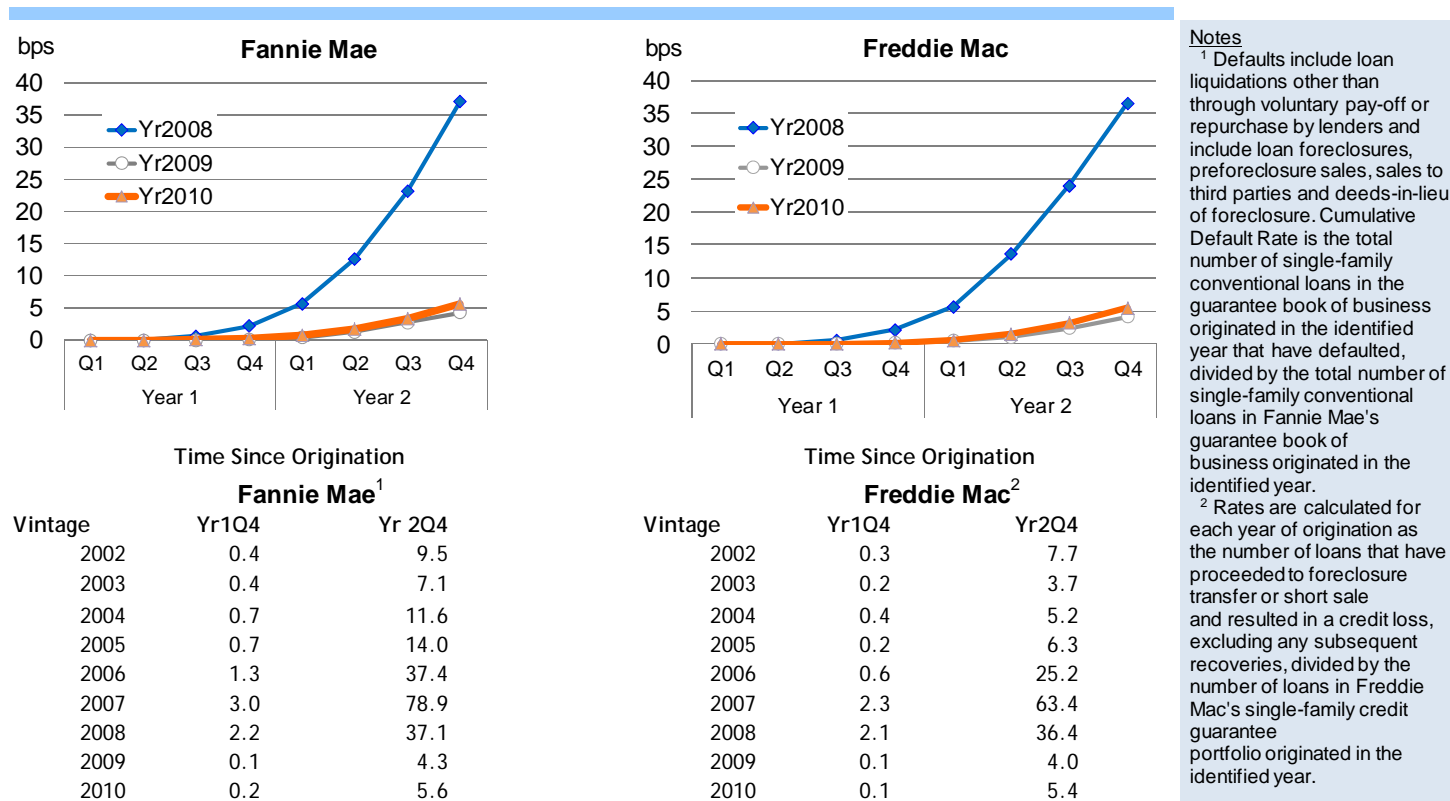 bps
Fannie Mae
40
35
30
25
20
15
10
5
0
Yr2008
Yr2009
Yr2010
Q1 Q2 Q3 Q4 Q1 Q2 Q3 Q4
Year 1 Year 2
Time Since Origination
bps
Freddie Mac
40
35
30
25
20
15
10
5
0
Yr2008
Yr2009
Yr2010
Q1 Q2 Q3 Q4 Q1 Q2 Q3 Q4
Year 1 Year 2
Time Since Origination
Fannie Mae1
Vintage Yr1Q4 Yr 2Q4
2002 0.4 9.5
2003 0.4 7.1
2004 0.7 11.6
2005 0.7 14.0
2006 1.3 37.4
2007 3.0 78.9
2008 2.2 37.1
2009 0.1 4.3
2010 0.2 5.6
Freddie Mac2
Vintage Yr1Q4 Yr2Q4
2002 0.3 7.7
2003 0.2 3.7
2004 0.4 5.2
2005 0.2 6.3
2006 0.6 25.2
2007 2.3 63.4
2008 2.1 36.4
2009 0.1 4.0
2010 0.1 5.4
Notes
1 Defaults include loan
liquidations other than
through voluntary pay-off or
repurchase by lenders and
include loan foreclosures,
preforeclosure sales, sales to
third parties and deeds-in-lieu
of foreclosure. Cumulative
Default Rate is the total
number of single-family
conventional loans in the
guarantee book of business
originated in the identified
year that have defaulted,
divided by the total number of
single-family conventional
loans in Fannie Mae's
guarantee book of
business originated in the
identified year.
2 Rates are calculated for
each year of origination as
the number of loans that have
proceeded to foreclosure
transfer or short sale
and resulted in a credit loss,
excluding any subsequent
recoveries, divided by the
number of loans in Freddie
Mac's single-family credit
guarantee
portfolio originated in the
identified year.